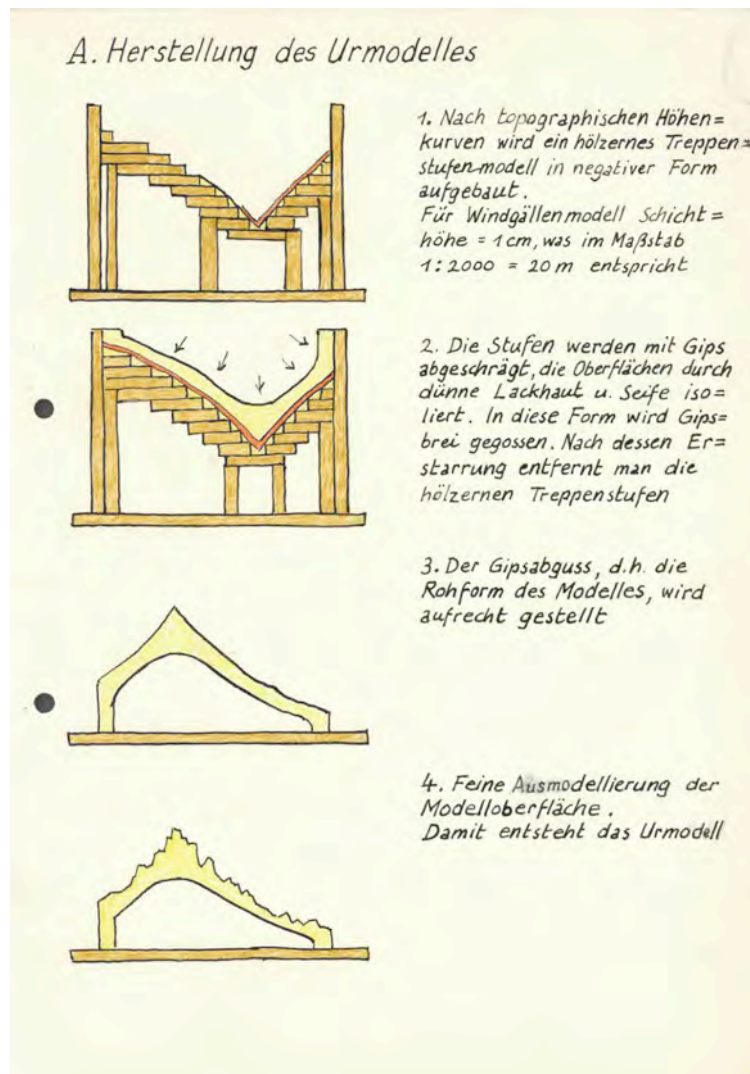 A. Herstellung des Urmodelles
1. Nach topographischen Höhen=
kurven wird ein hölzernes Treppen=
stufenmodell in negativer Form
aufgebaut.
Für Windgällenmodell Schicht=
höhe = 1 cm, was im Maßstab
1:2000 = 20 m entspricht
2. Die Stufen werden mit Gips
abgeschrägt, die Oberflächen durch
dünne Lackhaut u. Seife iso=
liert. In diese Form wird Gips=
brei gegossen. Nach dessen Er=
starrung entfernt man die
hölzernen Treppenstufen
3. Der Gipsabguss, d.h. die
Rohform des Modelles, wird
aufrecht gestellt
4. Feine Ausmodellierung der
Modelloberfläche.
Damit entsteht das Urmodell